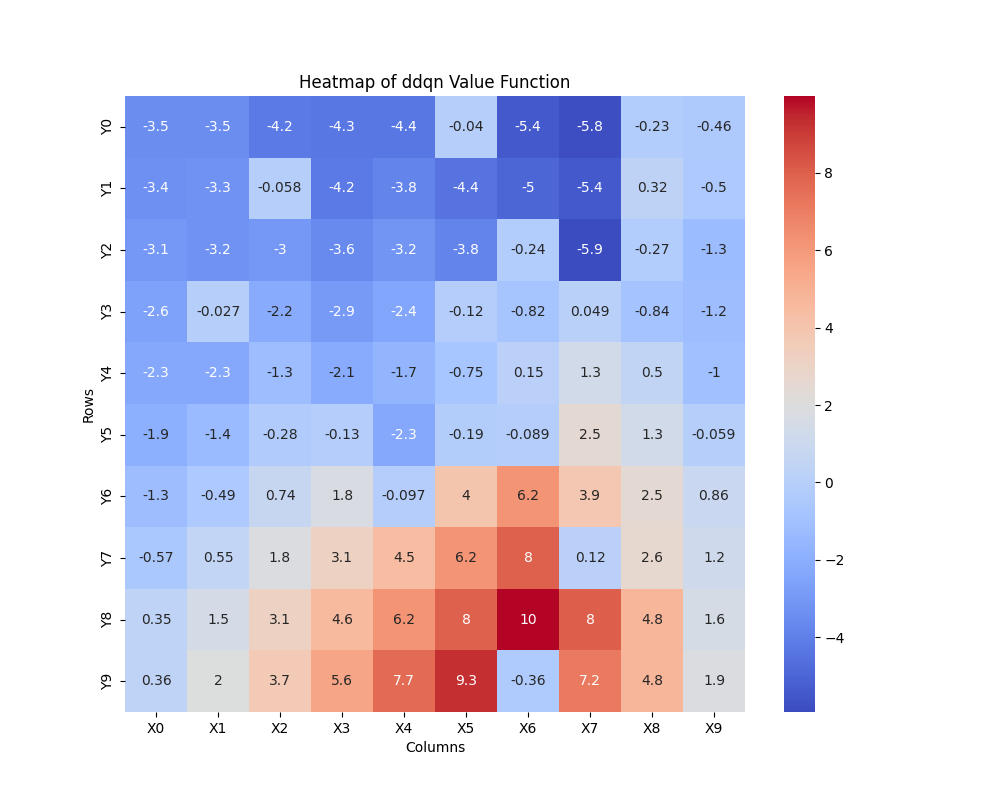 Heatmap of ddqn Value Function
Y0 -3.5 -3.5 -4.2 -4.3 -4.4 -0.04 -5.4 -5.8 -0.23 -0.46
Y1 -3.4 -3.3 -0.058 -4.2 -3.8 -4.4 -5 -5.4 0.32 -0.5
Y2 -3.1 -3.2 -3 -3.6 -3.2 -3.8 -0.24 -5.9 -0.27 -1.3
Y3 -2.6 -0.027 -2.2 -2.9 -2.4 -0.12 -0.82 0.049 -0.84 -1.2
Y4 -2.3 -2.3 -1.3 -2.1 -1.7 -0.75 0.15 1.3 0.5 -1
Y5 -1.9 -1.4 -0.28 -0.13 -2.3 -0.19 -0.089 2.5 1.3 -0.059
Y6 -1.3 -0.49 0.74 1.8 -0.097 4 6.2 3.9 2.5 0.86
Y7 -0.57 0.55 1.8 3.1 4.5 6.2 8 0.12 2.6 1.2
Y8 0.35 1.5 3.1 4.6 6.2 8 10 8 4.8 1.6
Y9 0.36 2 3.7 5.6 7.7 9.3 -0.36 7.2 4.8 1.9
X0 X1 X2 X3 X4 X5 X6 X7 X8 X9
Columns
Rows
8
6
4
2
0
−2
−4